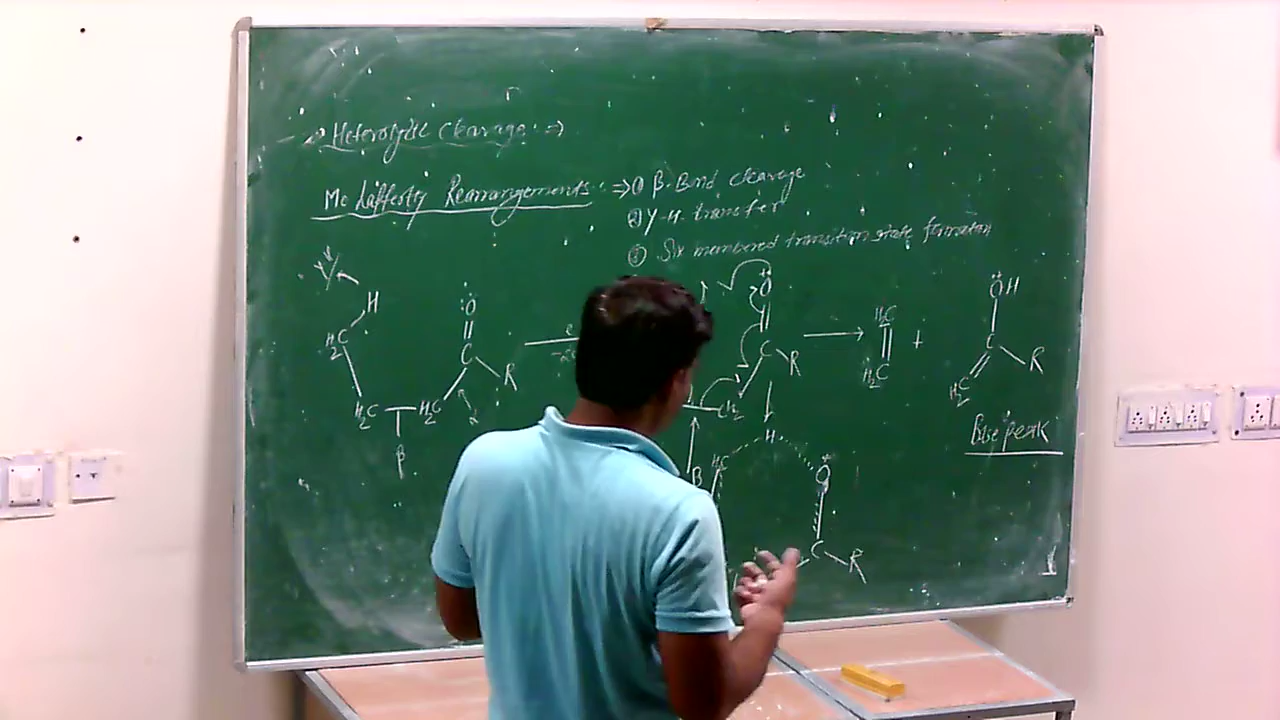 Heterolytic Cleavage :⇒
Mc Lafferty Rearrangements :⇒ ① β-Bond cleavage
② γ-H transfer
③ Six membered transition state formation
γ
H
H₂C
H₂C
H₂C
C
:O:
R
α
β
e
O
C
R
CH₂
B
H₂C
H₂C
+
OH
C
H₂C
R
Base peak
H
H₂C
O
C
R